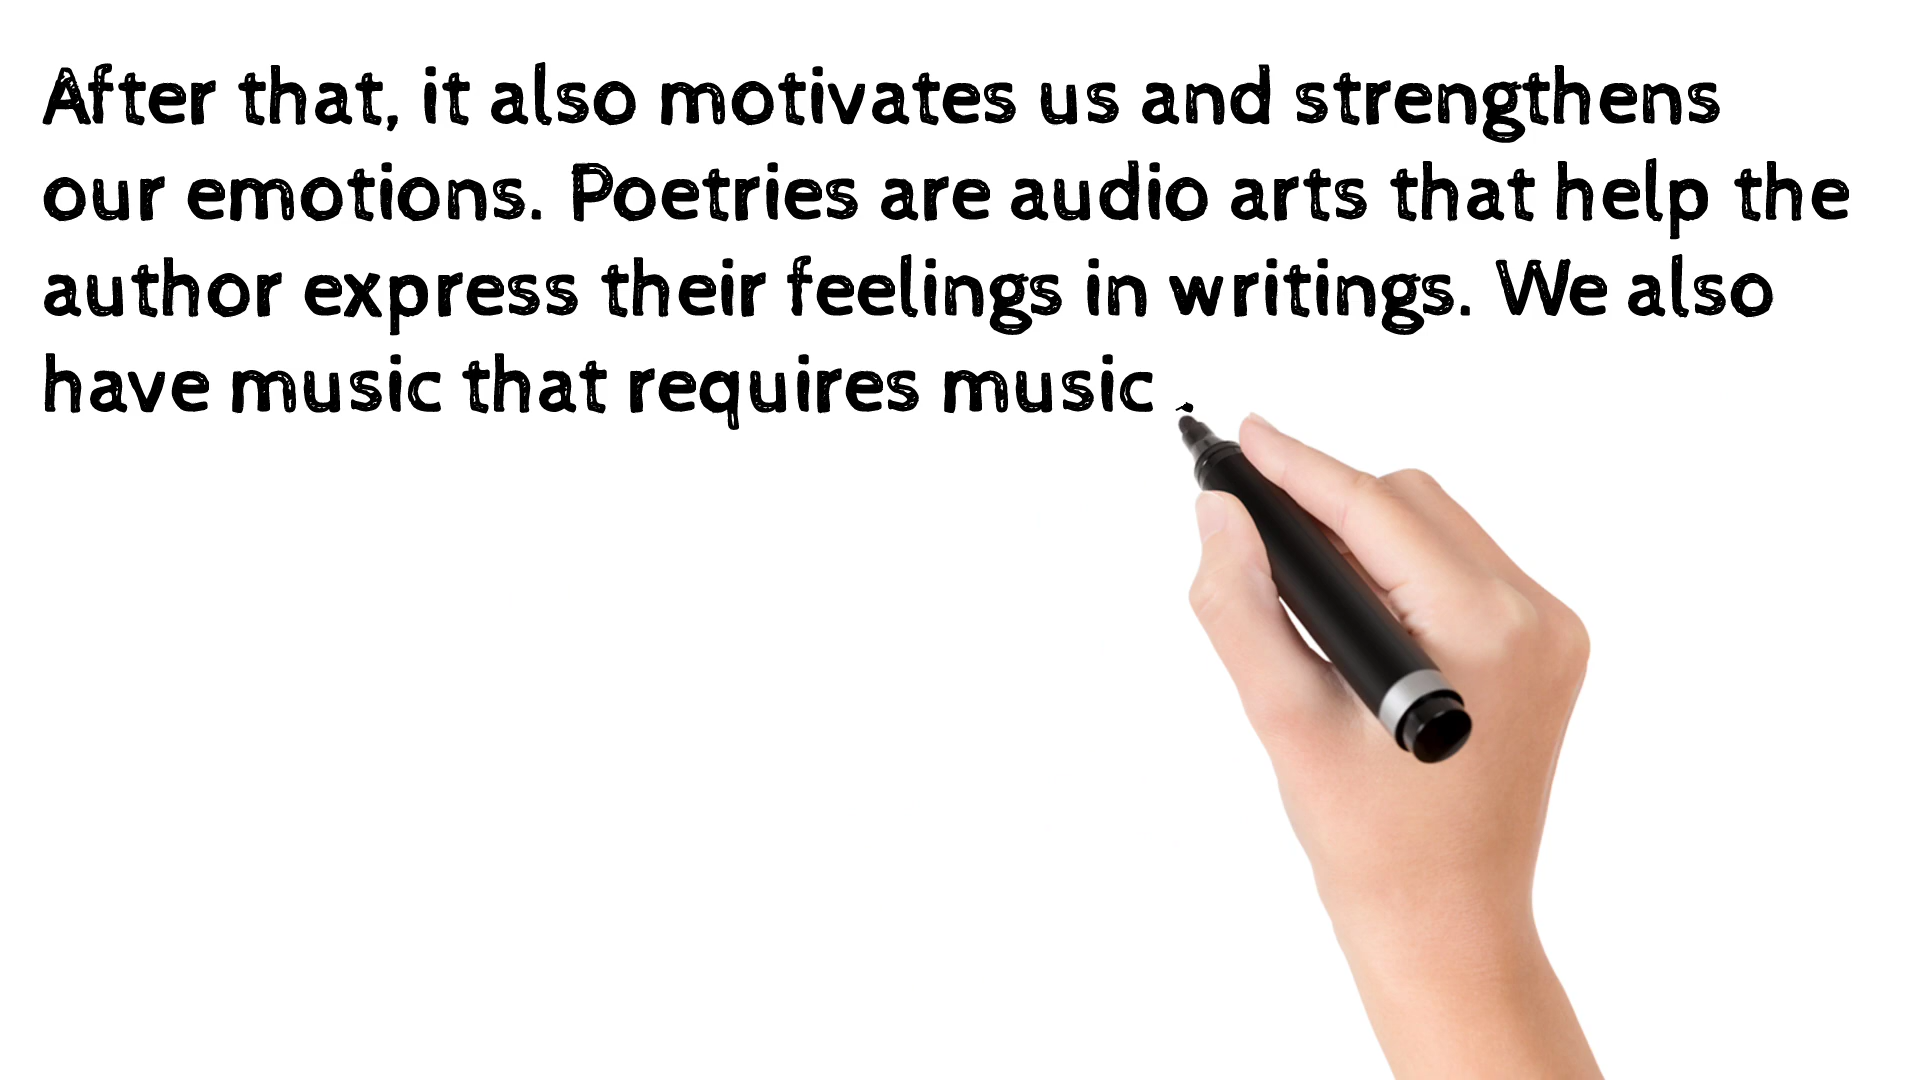 After that, it also motivates us and strengthens
our emotions. Poetries are audio arts that help the
author express their feelings in writings. We also
have music that requires music